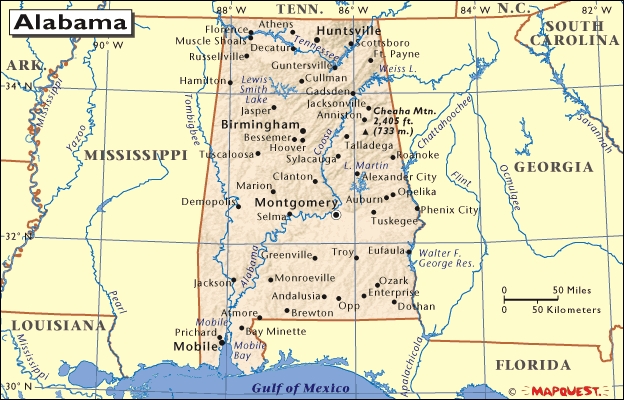 Alabama
TENN.
N.C.
88°N
86°N
84°N
82°N
90°N
SOUTH
CAROLINA
ARK.
34°N
32°N
30°N
MISSISSIPPI
GEORGIA
LOUISIANA
FLORIDA
Athens
Huntsville
Florence
Muscle Shoals
Decatur
Tennessee
Scottsboro
Russellville
Ft. Payne
Guntersville
Weiss L.
Hamilton
Lewis
Smith
Lake
Cullman
Gadsden
Jasper
Jacksonville
Anniston
Cheaha Mtn.
2,405 ft.
(733 m.)
Birmingham
Bessemer
Hoover
Talladega
Tuscaloosa
Sylacauga
Coosa
Roanoke
L. Martin
Clanton
Alexander City
Marion
Opelika
Demopolis
Montgomery
Auburn
Selma
Tuskegee
Phenix City
Greenville
Troy
Eufaula
Walter F.
George Res.
Alabama
Jackson
Monroeville
Ozark
Andalusia
Enterprise
Opp
Dothan
Atmore
Brewton
Mobile
Bay Minette
Prichard
Mobile
Mobile
Bay
Mississippi
Yazoo
Tombigbee
Pearl
Mississippi
Chattahoochee
Flint
Ocmulgee
Savannah
Apalachicola
Gulf of Mexico
0 50 Miles
0 50 Kilometers
© MAPQUEST